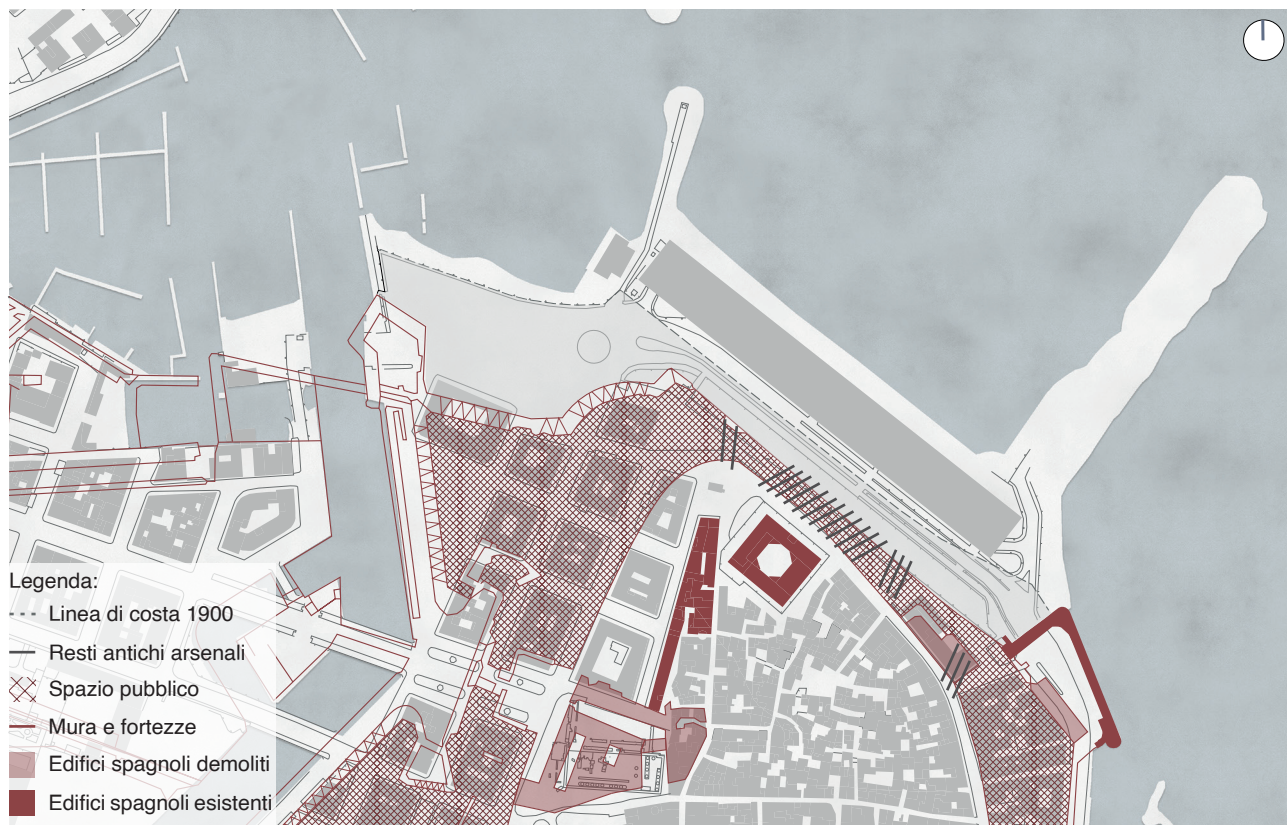 Legenda:
Linea di costa 1900
Resti antichi arsenali
Spazio pubblico
Mura e fortezze
Edifici spagnoli demoliti
Edifici spagnoli esistenti